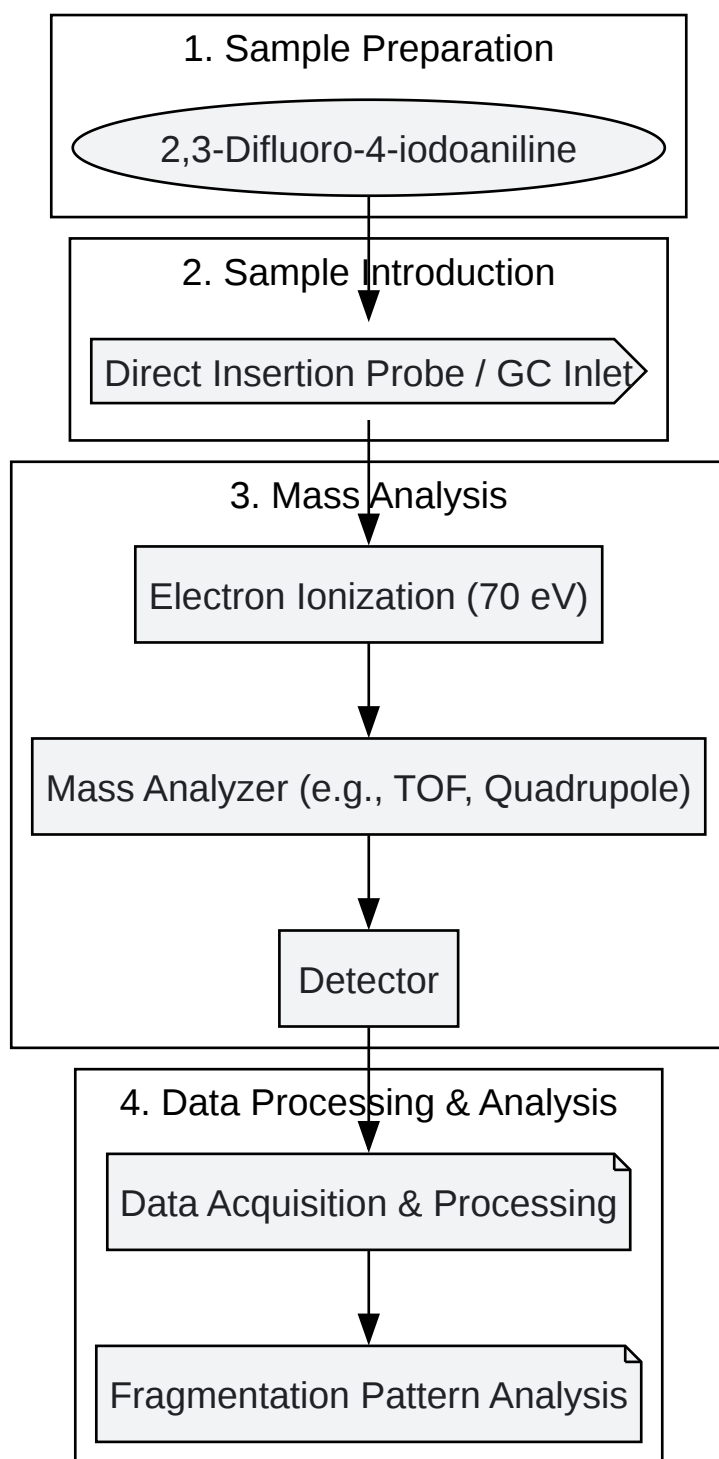 1. Sample Preparation
2,3-Difluoro-4-iodoaniline
2. Sample Introduction
Direct Insertion Probe / GC Inlet
3. Mass Analysis
Electron Ionization (70 eV)
Mass Analyzer (e.g., TOF, Quadrupole)
Detector
4. Data Processing & Analysis
Data Acquisition & Processing
Fragmentation Pattern Analysis